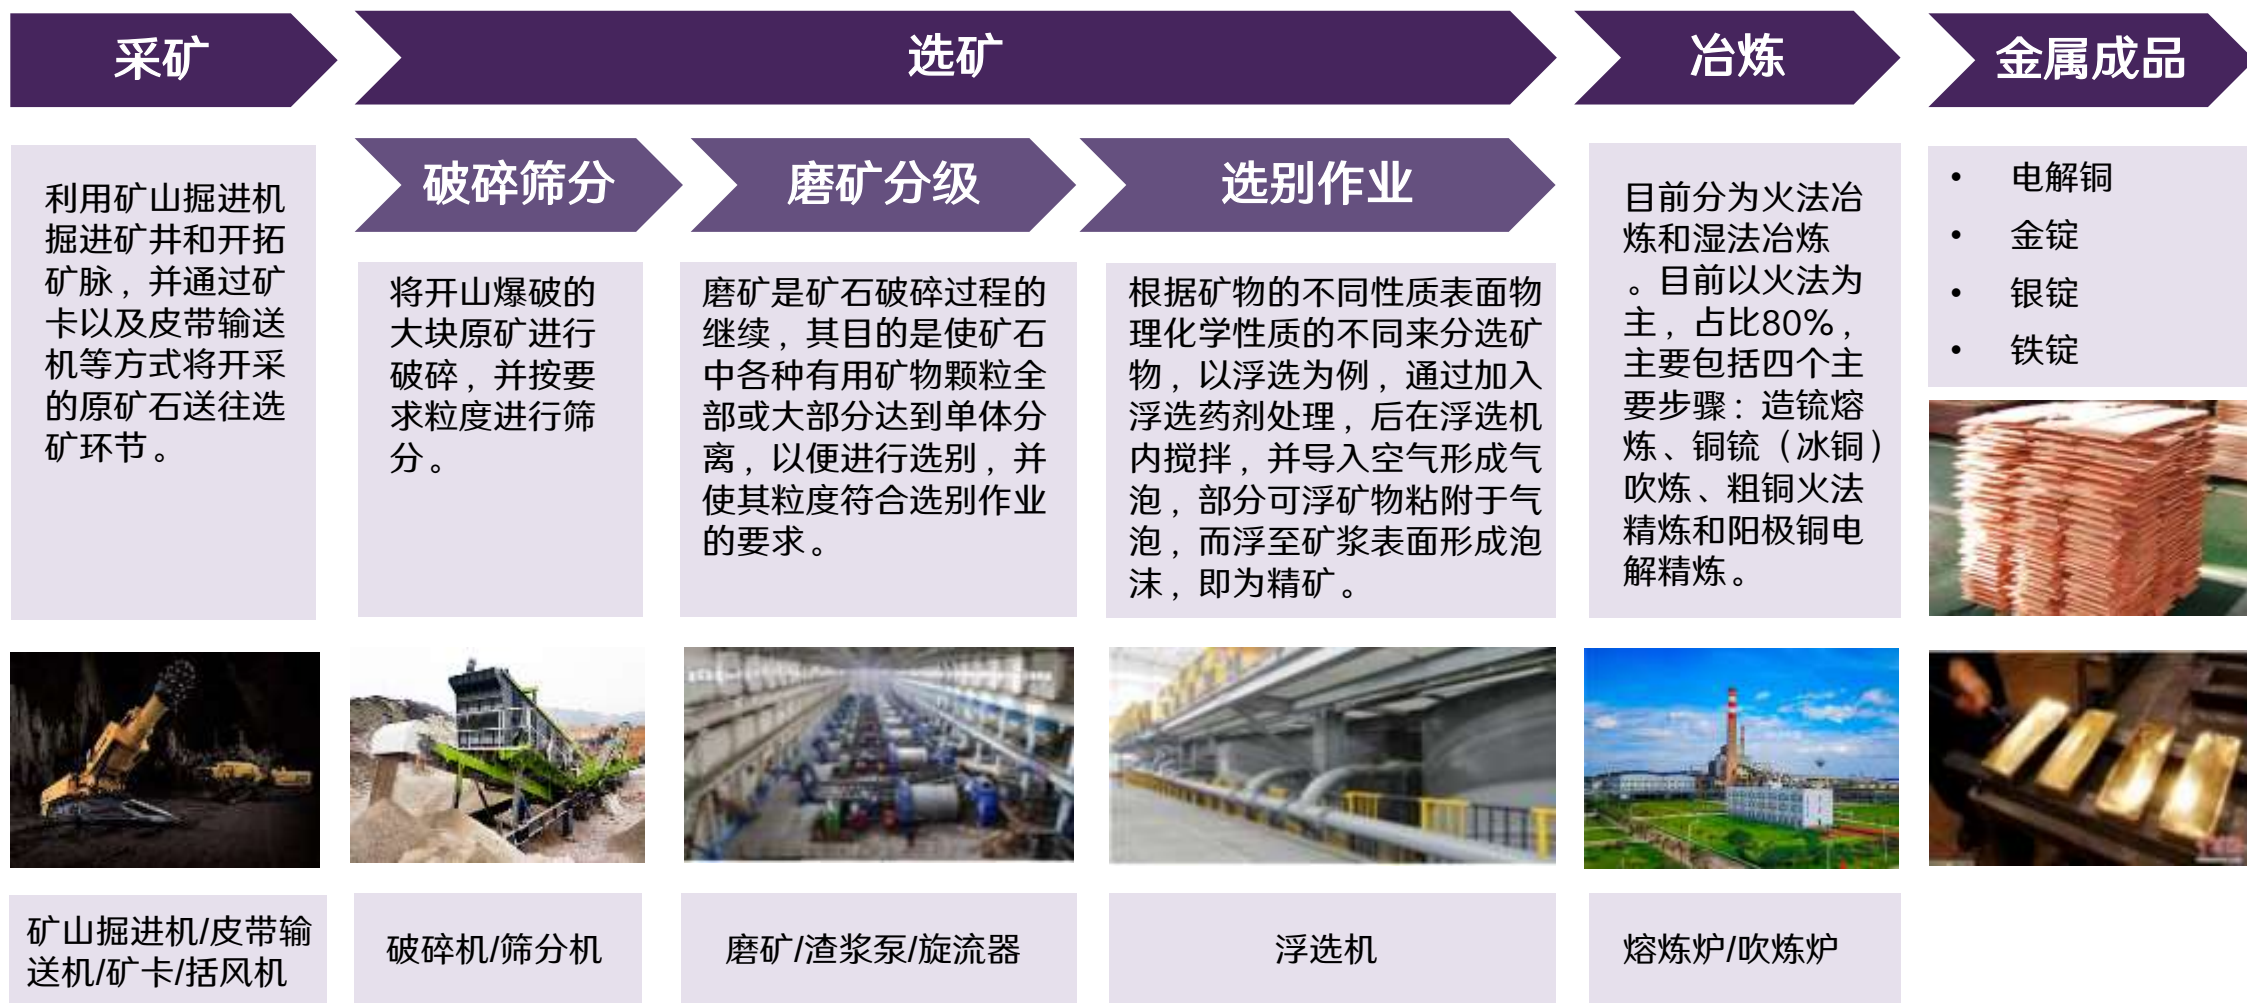 采矿
选矿
冶炼
金属成品
利用矿山掘进机
掘进矿井和开拓
矿脉，并通过矿
卡以及皮带输送
机等方式将开采
的原矿石送往选
矿环节。
破碎筛分
将开山爆破的
大块原矿进行
破碎，并按要
求粒度进行筛
分。
磨矿分级
磨矿是矿石破碎过程的
继续，其目的是使矿石
中各种有用矿物颗粒全
部或大部分达到单体分
离，以便进行选别，并
使其粒度符合选别作业
的要求。
选别作业
根据矿物的不同性质表面物
理化学性质的不同来分选矿
物，以浮选为例，通过加入
浮选药剂处理，后在浮选机
内搅拌，并导入空气形成气
泡，部分可浮矿物粘附于气
泡，而浮至矿浆表面形成泡
沫，即为精矿。
目前分为火法冶
炼和湿法冶炼
。目前以火法为
主，占比80%，
主要包括四个主
要步骤：造锍熔
炼、铜锍（冰铜）
吹炼、粗铜火法
精炼和阳极铜电
解精炼。
• 电解铜
• 金锭
• 银锭
• 铁锭
矿山掘进机/皮带输
送机/矿卡/括风机
破碎机/筛分机
磨矿/渣浆泵/旋流器
浮选机
熔炼炉/吹炼炉